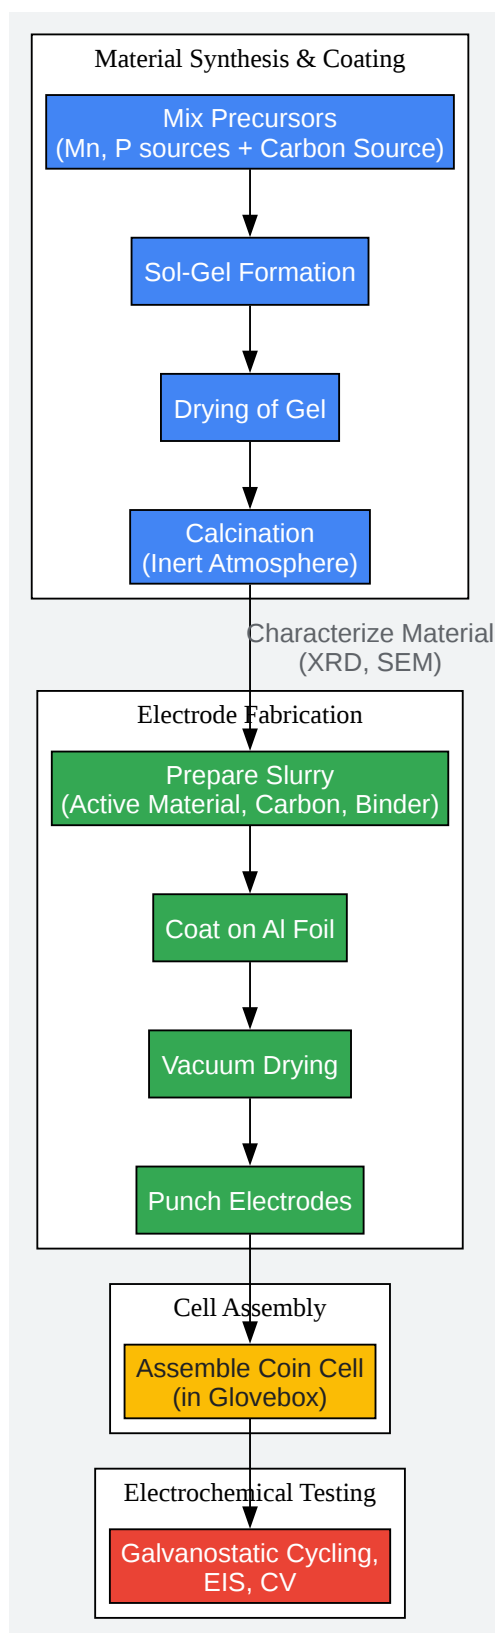 Material Synthesis & Coating
Mix Precursors
(Mn, P sources + Carbon Source)
Sol-Gel Formation
Drying of Gel
Calcination
(Inert Atmosphere)
Characterize Material
(XRD, SEM)
Electrode Fabrication
Prepare Slurry
(Active Material, Carbon, Binder)
Coat on Al Foil
Vacuum Drying
Punch Electrodes
Cell Assembly
Assemble Coin Cell
(in Glovebox)
Electrochemical Testing
Galvanostatic Cycling,
EIS, CV